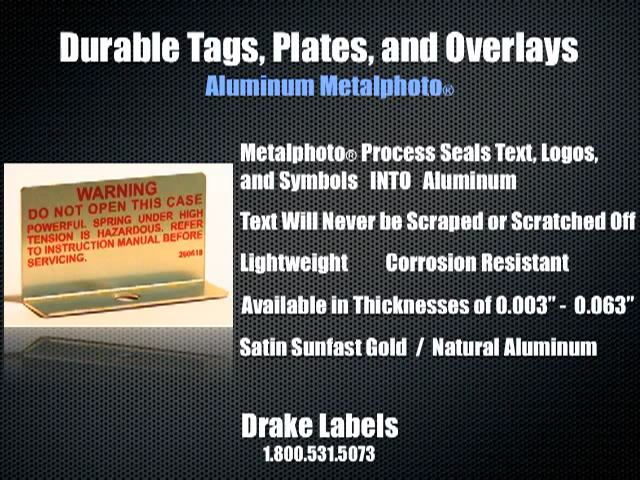 Durable Tags, Plates, and Overlays
Aluminum Metalphoto®
Metalphoto® Process Seals Text, Logos,
and Symbols INTO Aluminum
Text Will Never be Scraped or Scratched Off
Lightweight Corrosion Resistant
Available in Thicknesses of 0.003” - 0.063”
Satin Sunfast Gold / Natural Aluminum
WARNING
DO NOT OPEN THIS CASE
POWERFUL SPRING UNDER HIGH
TENSION IS HAZARDOUS. REFER
TO INSTRUCTION MANUAL BEFORE
SERVICING.
Drake Labels
1.800.531.5073